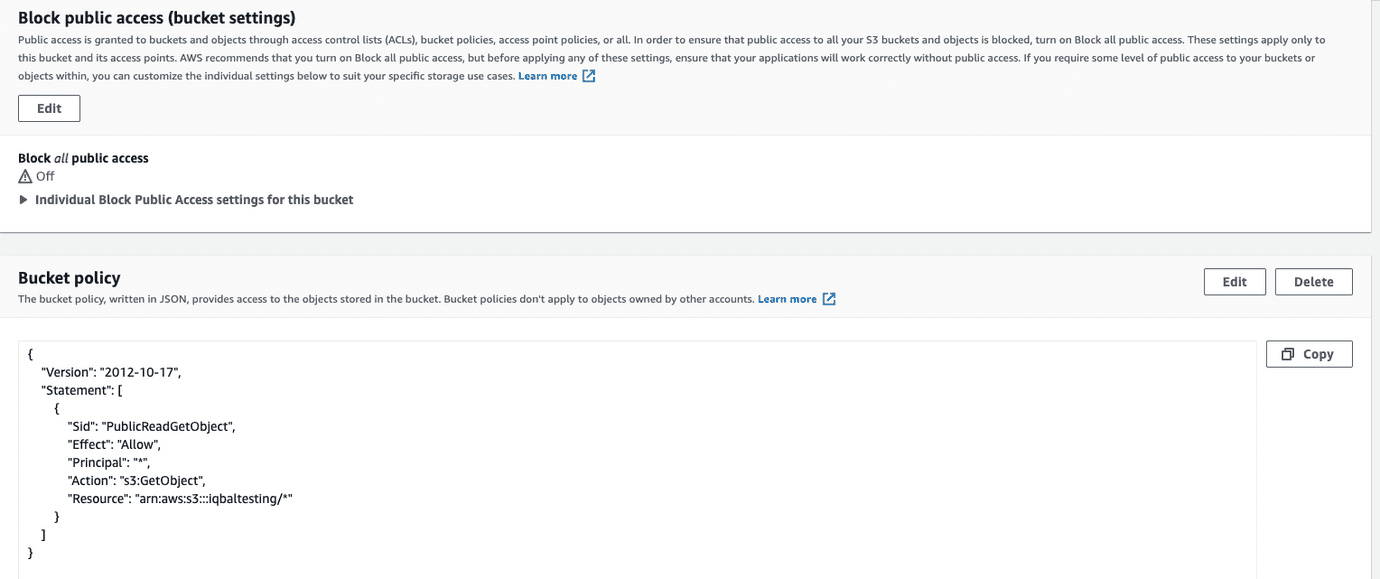 Block public access (bucket settings)
Public access is granted to buckets and objects through access control lists (ACLs), bucket policies, access point policies, or all. In order to ensure that public access to all your S3 buckets and objects is blocked, turn on Block all public access. These settings apply only to
this bucket and its access points. AWS recommends that you turn on Block all public access, but before applying any of these settings, ensure that your applications will work correctly without public access. If you require some level of public access to your buckets or
objects within, you can customize the individual settings below to suit your specific storage use cases. Learn more
Edit
Block all public access
Off
Individual Block Public Access settings for this bucket
Bucket policy
Edit
Delete
The bucket policy, written in JSON, provides access to the objects stored in the bucket. Bucket policies don't apply to objects owned by other accounts. Learn more
Copy
{
"Version": "2012-10-17",
"Statement": [
{
"Sid": "PublicReadGetObject",
"Effect": "Allow",
"Principal": "*",
"Action": "s3:GetObject",
"Resource": "arn:aws:s3:::iqbaltesting/*"
}
]
}